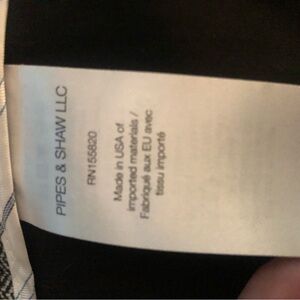 PIPES & SHAW LLC
RN155820
Made in USA of
imported materials /
Fabriqué aux EU avec
tissu importé